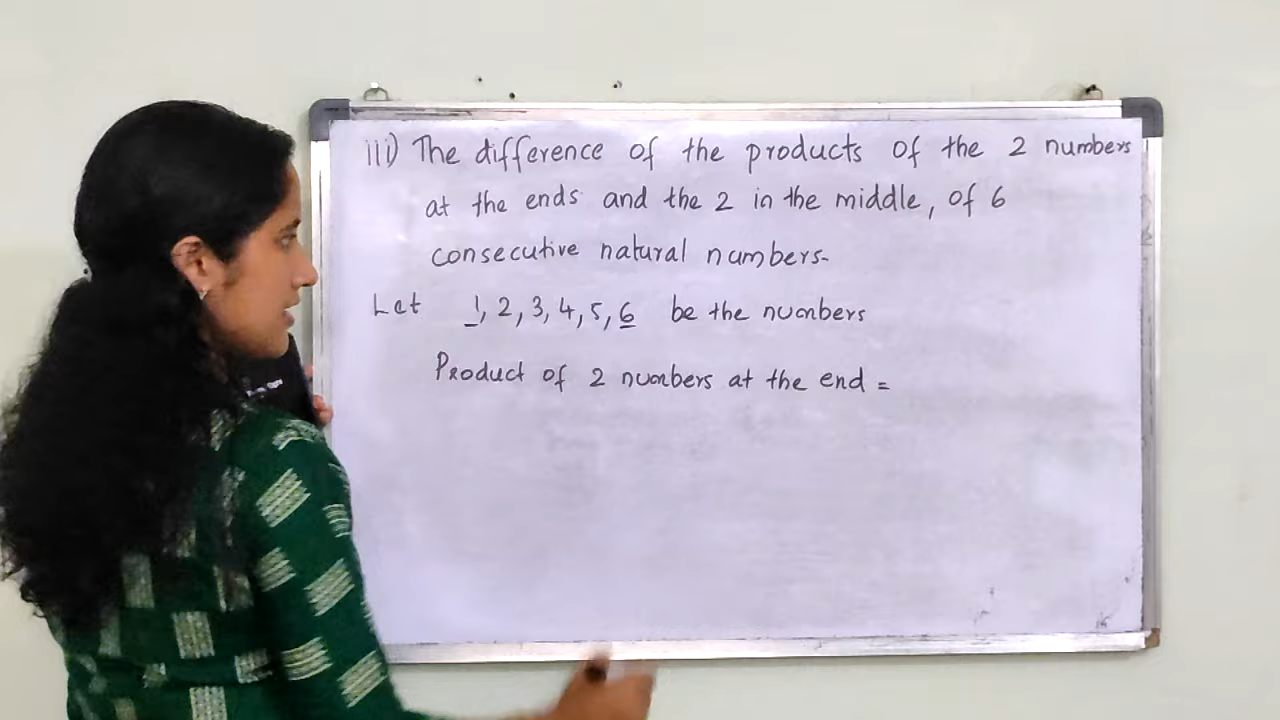 iii) The difference of the products of the 2 numbers
at the ends and the 2 in the middle, of 6
consecutive natural numbers.
Let 1, 2, 3, 4, 5, 6 be the numbers
Product of 2 numbers at the end =